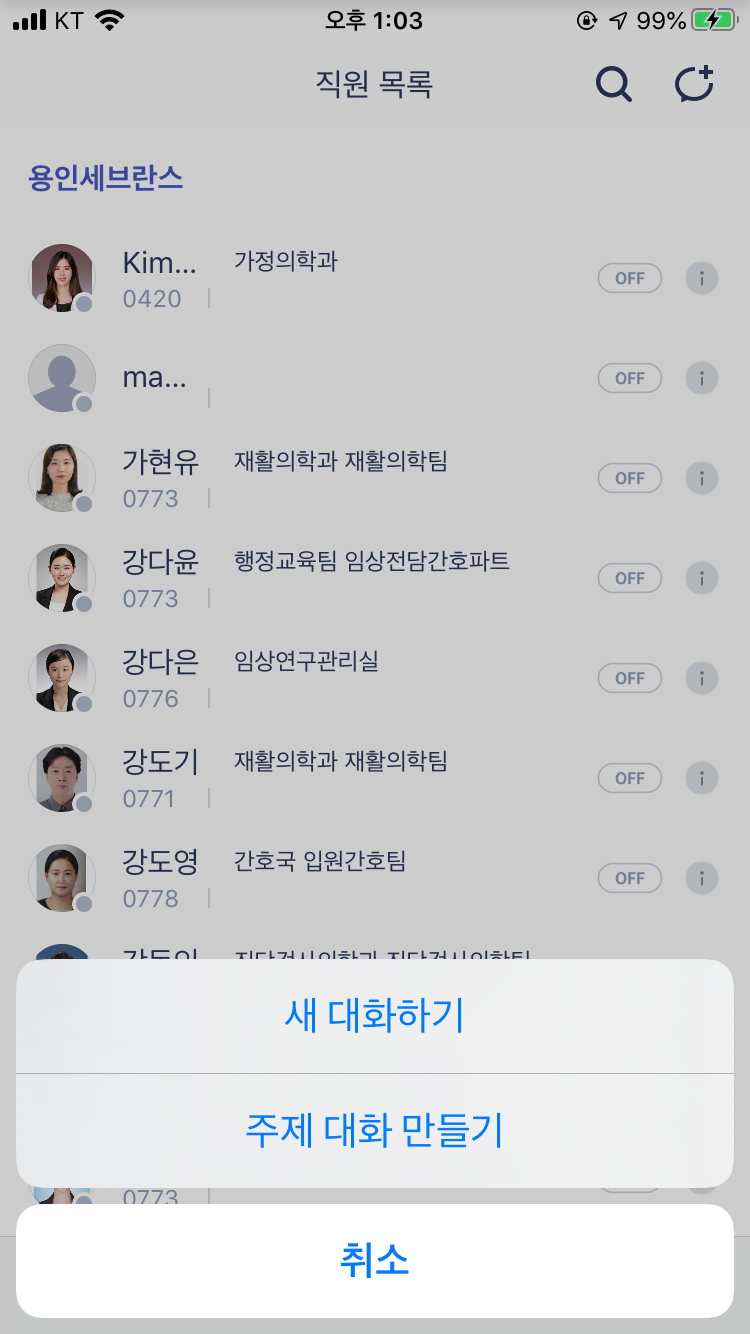 KT 오후 1:03 99%
직원 목록
용인세브란스
Kim... 가정의학과 OFF
0420
ma... OFF
가현유 재활의학과 재활의학팀 OFF
0773
강다윤 행정교육팀 임상전담간호파트 OFF
0773
강다은 임상연구관리실 OFF
0776
강도기 재활의학과 재활의학팀 OFF
0771
강도영 간호국 입원간호팀 OFF
0778
새 대화하기
주제 대화 만들기
0773
취소